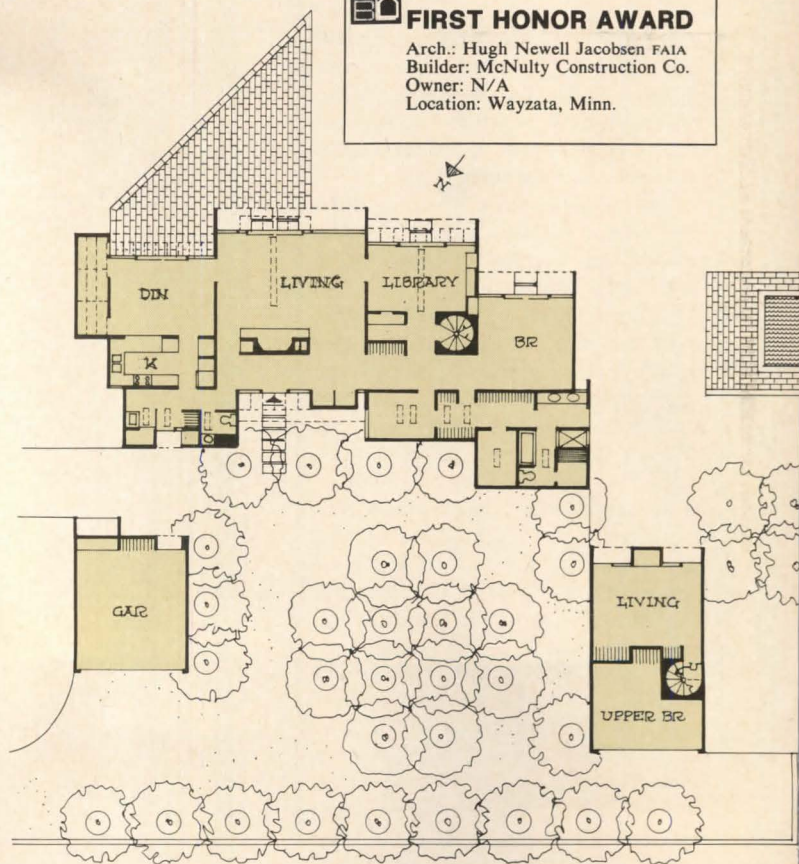 FIRST HONOR AWARD
Arch.: Hugh Newell Jacobsen FAIA
Builder: McNulty Construction Co.
Owner: N/A
Location: Wayzata, Minn.
N
DIN
LIVING
LIBRARY
K
BR
GAR
LIVING
UPPER BR